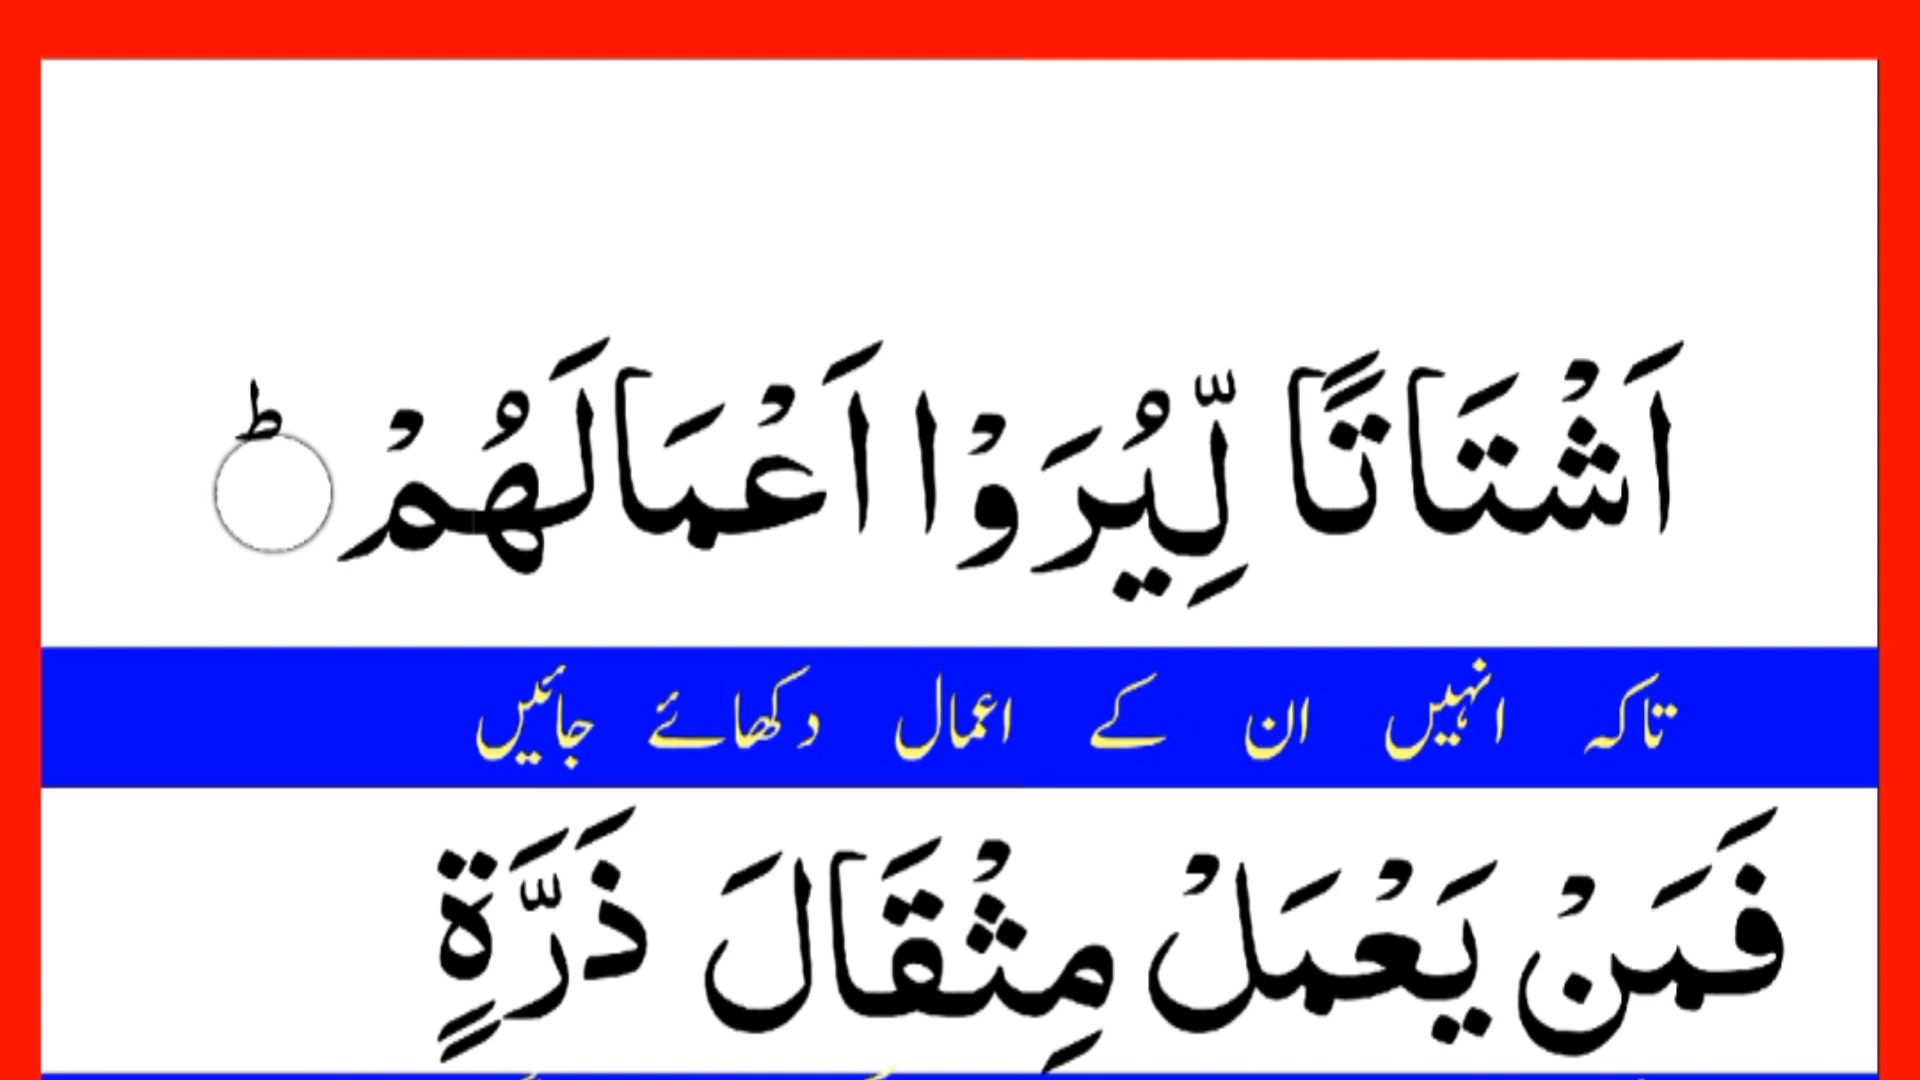 اَشْتَاتًا لِّيُرَوْا اَعْمَالَهُمْ ؕ
تاکہ انہیں ان کے اعمال دکھائے جائیں
فَمَنْ يَعْمَلْ مِثْقَالَ ذَرَّةٍ